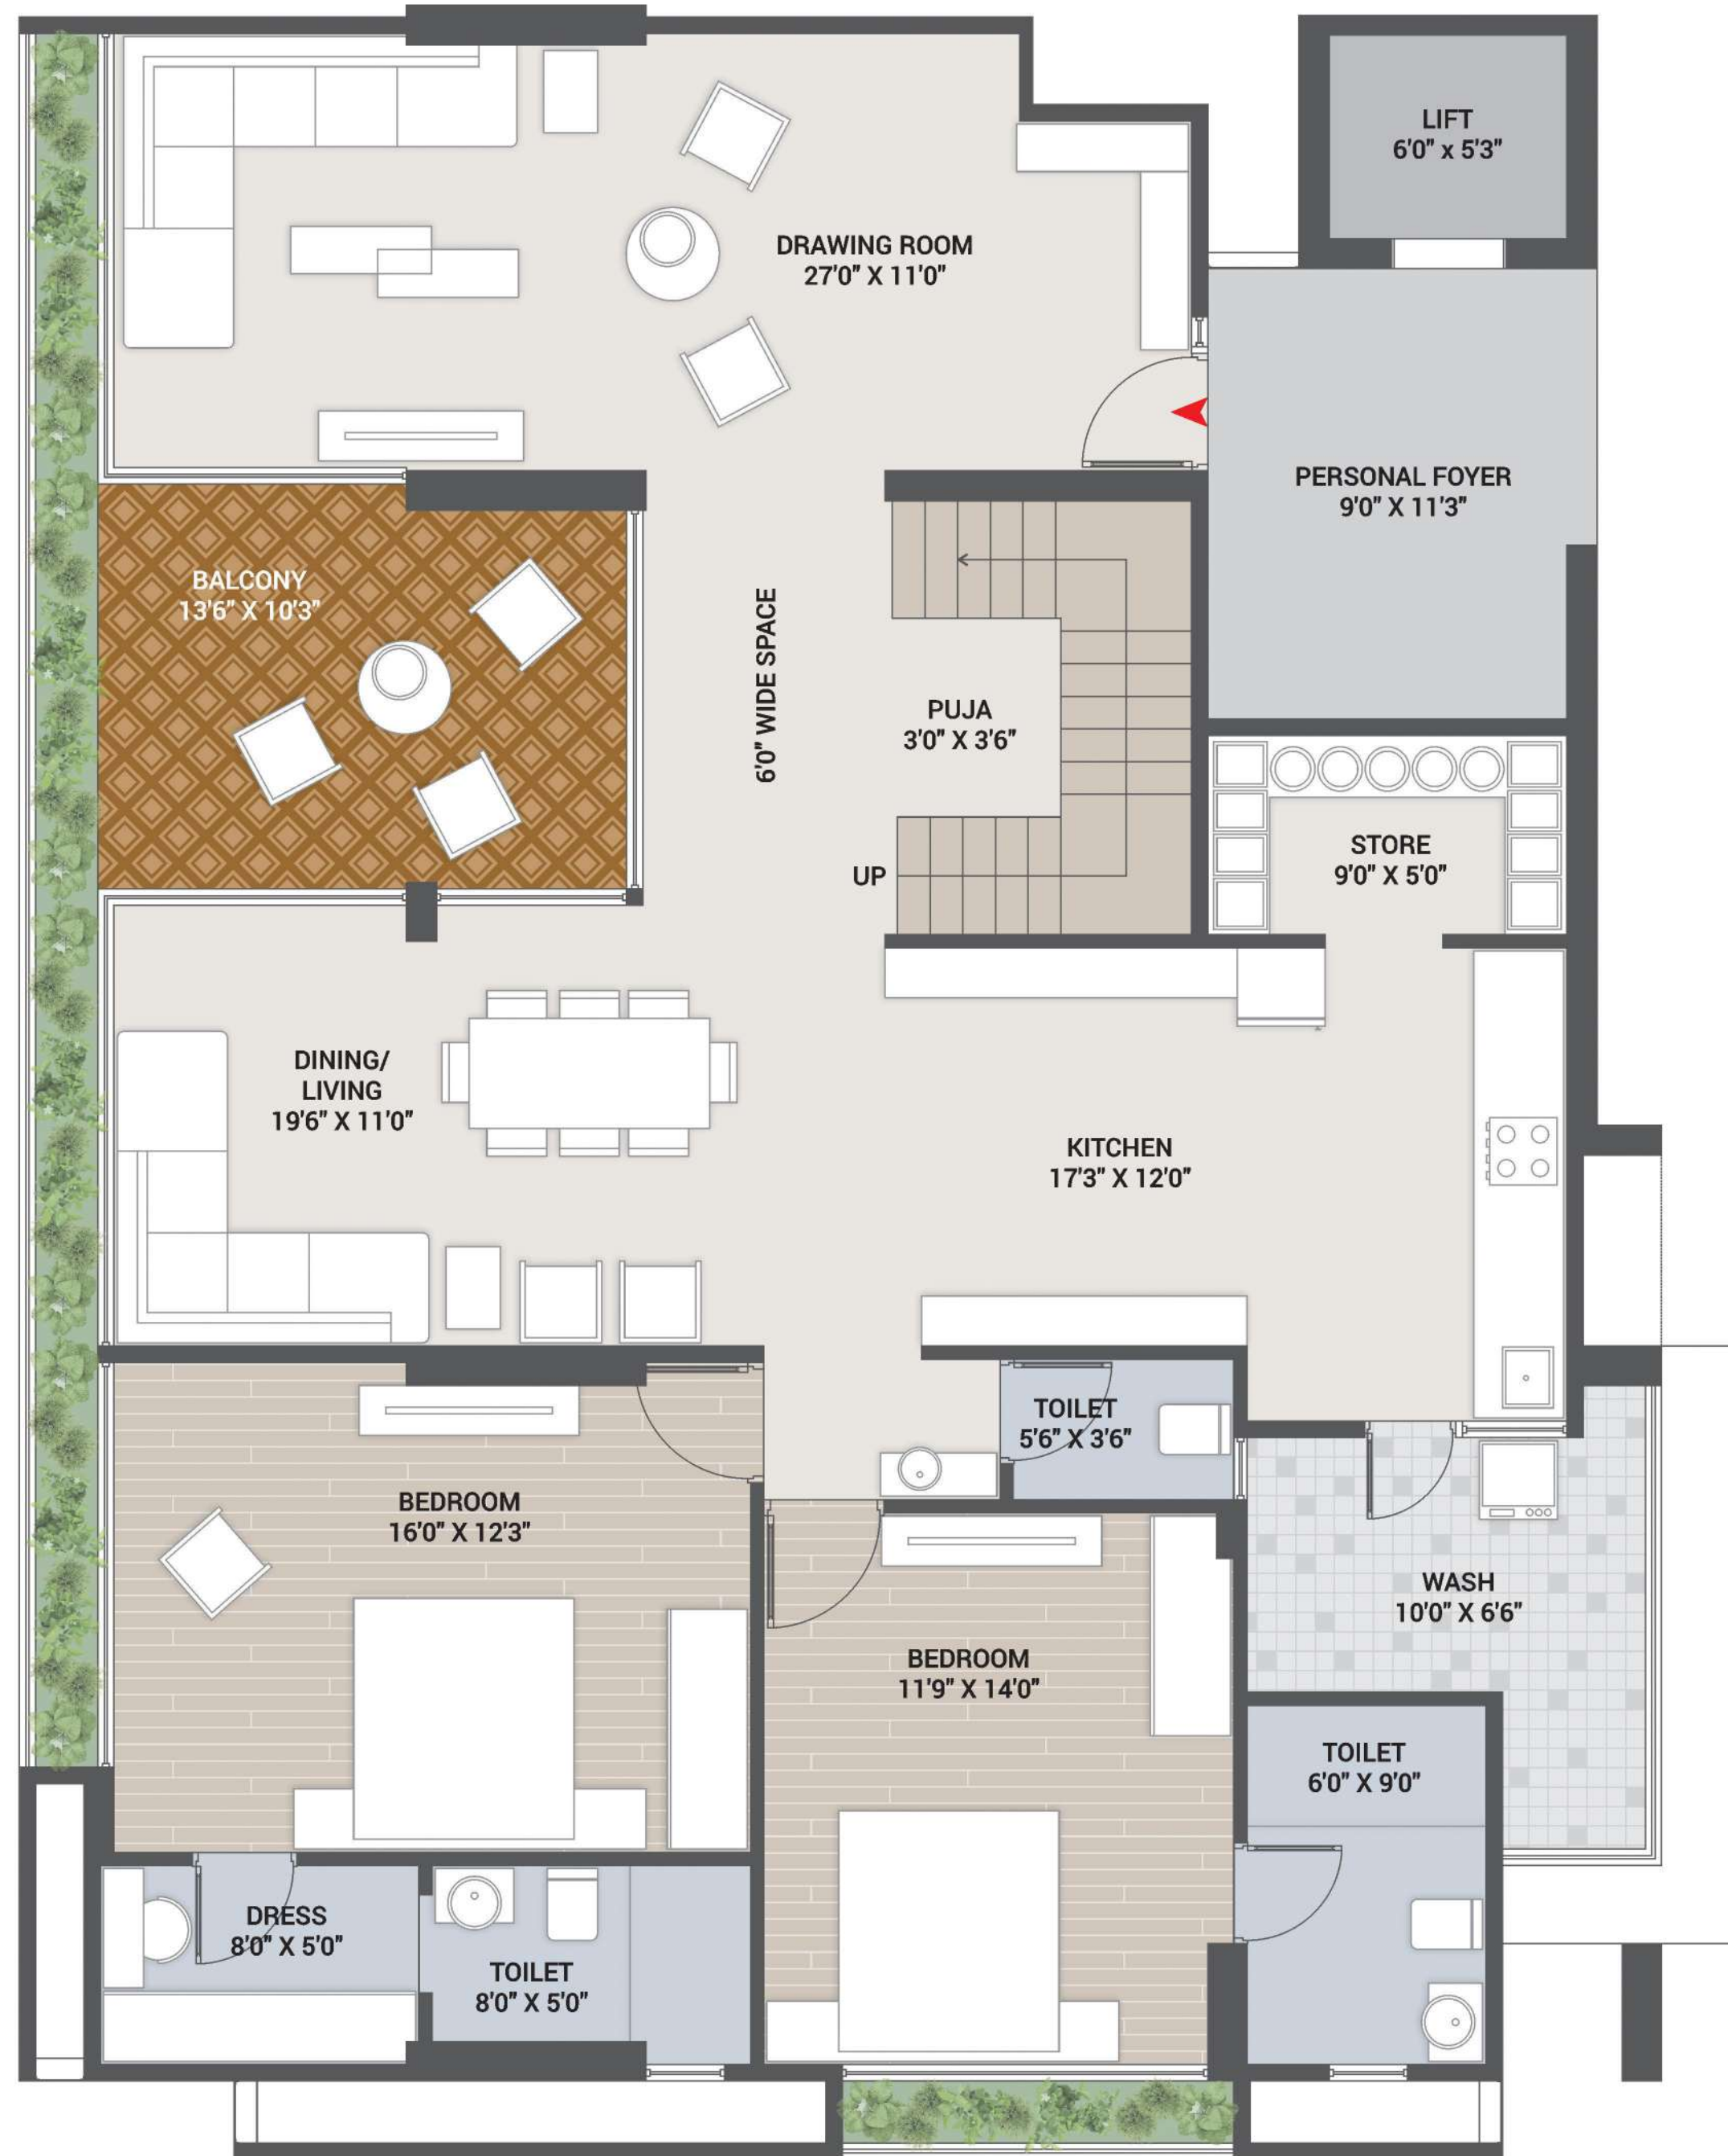 LIFT
6'0" x 5'3"
DRAWING ROOM
27'0" X 11'0"
PERSONAL FOYER
9'0" X 11'3"
BALCONY
13'6" X 10'3"
6'0" WIDE SPACE
PUJA
3'0" X 3'6"
UP
STORE
9'0" X 5'0"
DINING/
LIVING
19'6" X 11'0"
KITCHEN
17'3" X 12'0"
TOILET
5'6" X 3'6"
BEDROOM
16'0" X 12'3"
WASH
10'0" X 6'6"
BEDROOM
11'9" X 14'0"
TOILET
6'0" X 9'0"
DRESS
8'0" X 5'0"
TOILET
8'0" X 5'0"